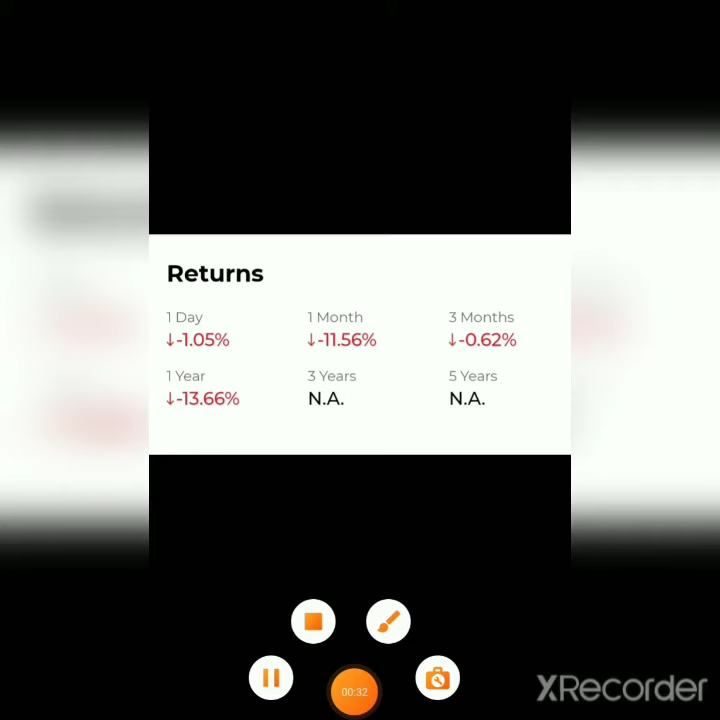 Returns
1 Day 1 Month 3 Months
↓-1.05% ↓-11.56% ↓-0.62%
1 Year 3 Years 5 Years
↓-13.66% N.A. N.A.
00:32
XRecorder